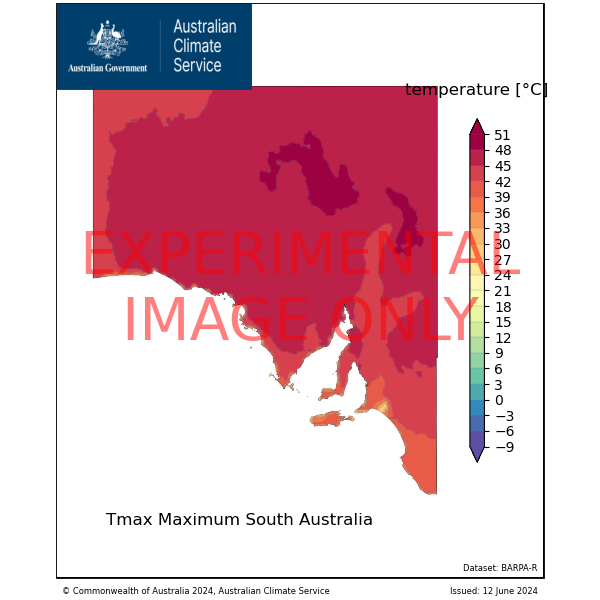 Australian
Climate
Service
Australian Government
temperature [°C]
51
48
45
42
39
36
33
30
27
24
21
18
15
12
9
6
3
0
−3
−6
−9
EXPERIMENTAL
IMAGE ONLY
Tmax Maximum South Australia
Dataset: BARPA-R
© Commonwealth of Australia 2024, Australian Climate Service
Issued: 12 June 2024